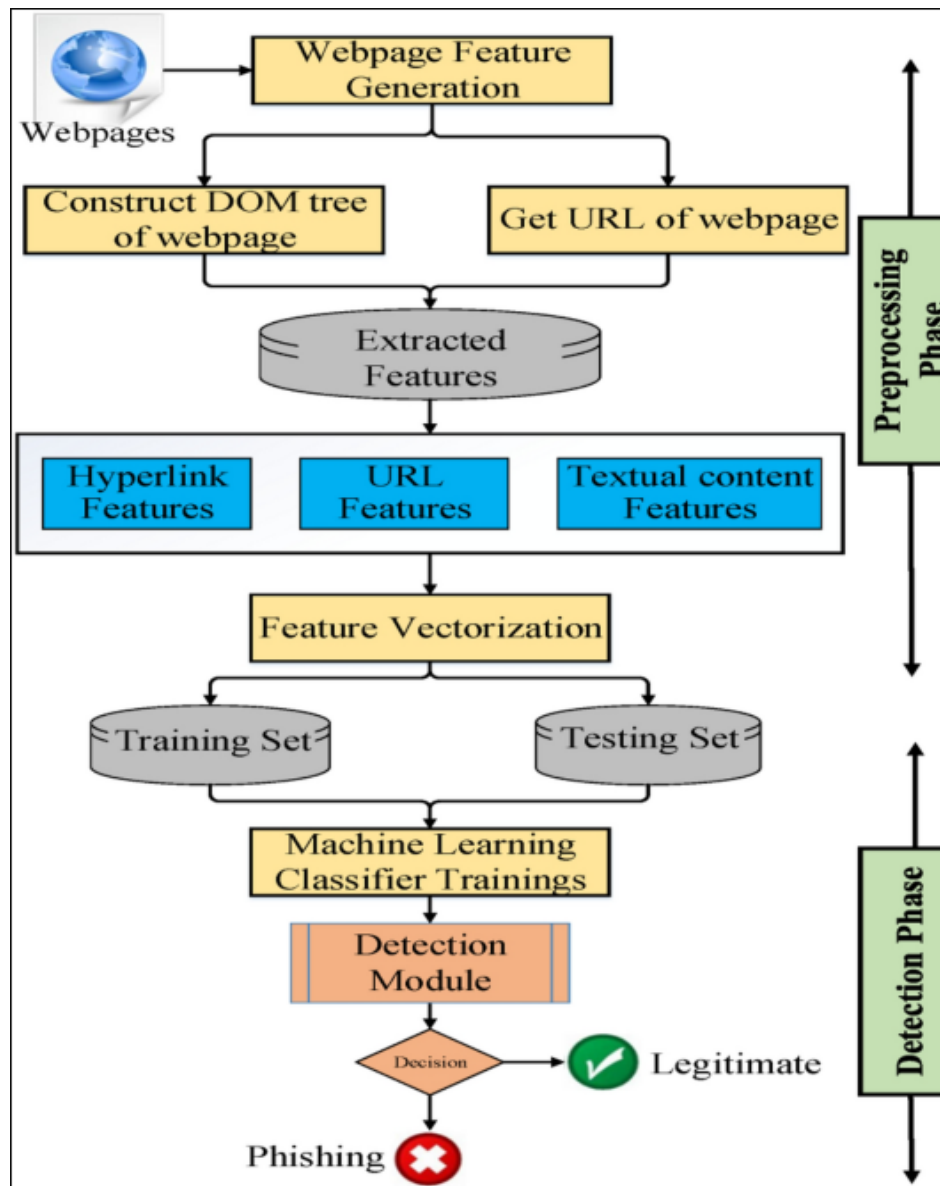 Webpage Feature
Generation
Webpages
Construct DOM tree
of webpage
Get URL of webpage
Extracted
Features
Hyperlink
Features
URL
Features
Textual content
Features
Feature Vectorization
Training Set
Testing Set
Machine Learning
Classifier Trainings
Detection
Module
Decision
Legitimate
Phishing
Preprocessing
Phase
Detection Phase